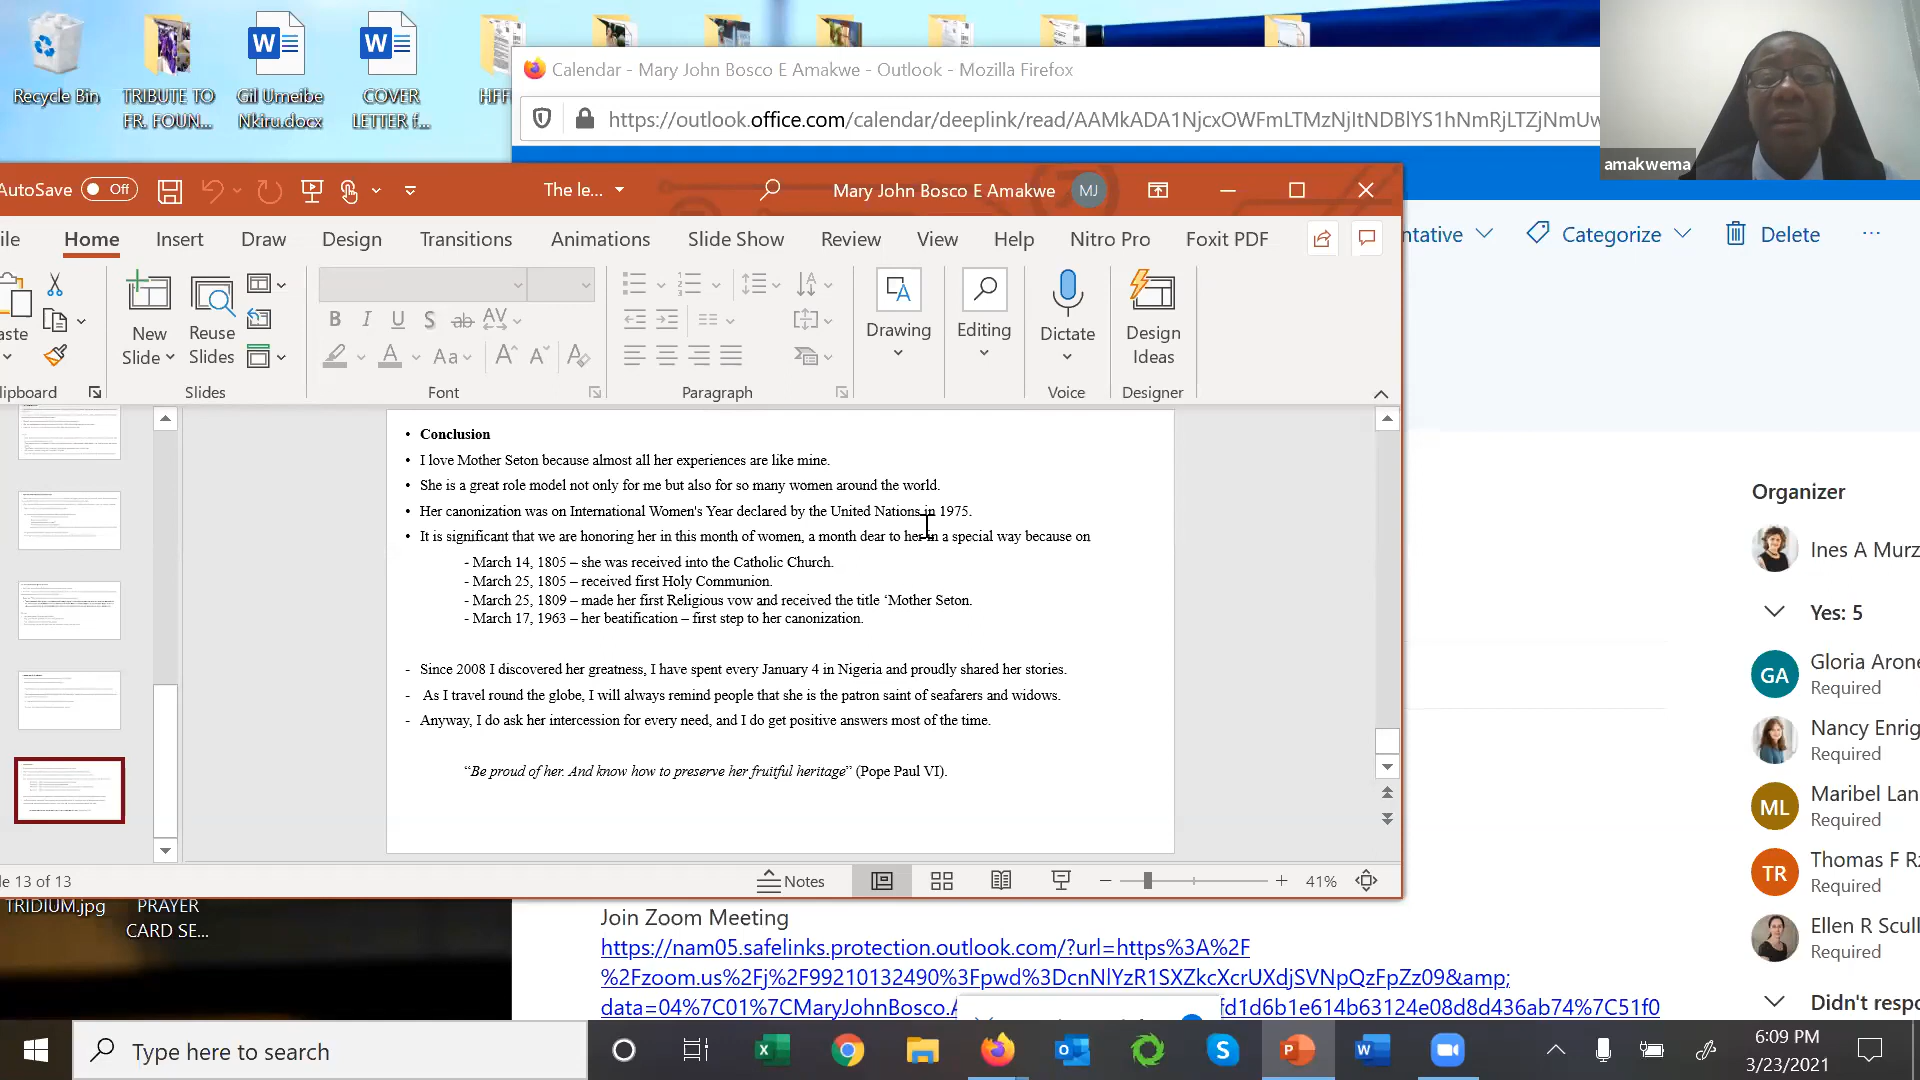 Recycle Bin
TRIBUTE TO
FR. FOUN...
Gil Umeibe
Nkiru.docx
COVER
LETTER f...
HFF
Calendar - Mary John Bosco E Amakwe - Outlook - Mozilla Firefox
https://outlook.office.com/calendar/deeplink/read/
amakwema
AutoSave Off
The le...
Mary John Bosco E Amakwe MJ
ile Home Insert Draw Design Transitions Animations Slide Show Review View Help Nitro Pro Foxit PDF
ntative Categorize Delete ...
aste
New
Slide
Reuse
Slides
Drawing
Editing
Dictate
Design
Ideas
lipboard Slides Font Paragraph Voice Designer
• Conclusion
• I love Mother Seton because almost all her experiences are like mine.
• She is a great role model not only for me but also for so many women around the world.
• Her canonization was on International Women's Year declared by the United Nations in 1975.
• It is significant that we are honoring her in this month of women, a month dear to her in a special way because on
- March 14, 1805 – she was received into the Catholic Church.
- March 25, 1805 – received first Holy Communion.
- March 25, 1809 – made her first Religious vow and received the title ‘Mother Seton.
- March 17, 1963 – her beatification – first step to her canonization.
- Since 2008 I discovered her greatness, I have spent every January 4 in Nigeria and proudly shared her stories.
- As I travel round the globe, I will always remind people that she is the patron saint of seafarers and widows.
- Anyway, I do ask her intercession for every need, and I do get positive answers most of the time.
“Be proud of her. And know how to preserve her fruitful heritage” (Pope Paul VI).
Organizer
Ines A Murz
Yes: 5
GA Gloria Arone
Required
Nancy Enrig
Required
ML Maribel Lan
Required
TR Thomas F Rz
Required
Ellen R Scull
Required
Didn't respo
e 13 of 13
Notes
41%
TRIDIUM.jpg
PRAYER
CARD SE...
Join Zoom Meeting
https://nam05.safelinks.protection.outlook.com/?url=https%3A%2F
%2Fzoom.us%2Fj%2F99210132490%3Fpwd%3DcnNlYzR1SXZkcXcrUXdjSVNpQzFpZz09&amp;
data=04%7C01%7CMaryJohnBosco. fd1d6b1e614b63124e08d8d436ab74%7C51f0
Type here to search
6:09 PM
3/23/2021